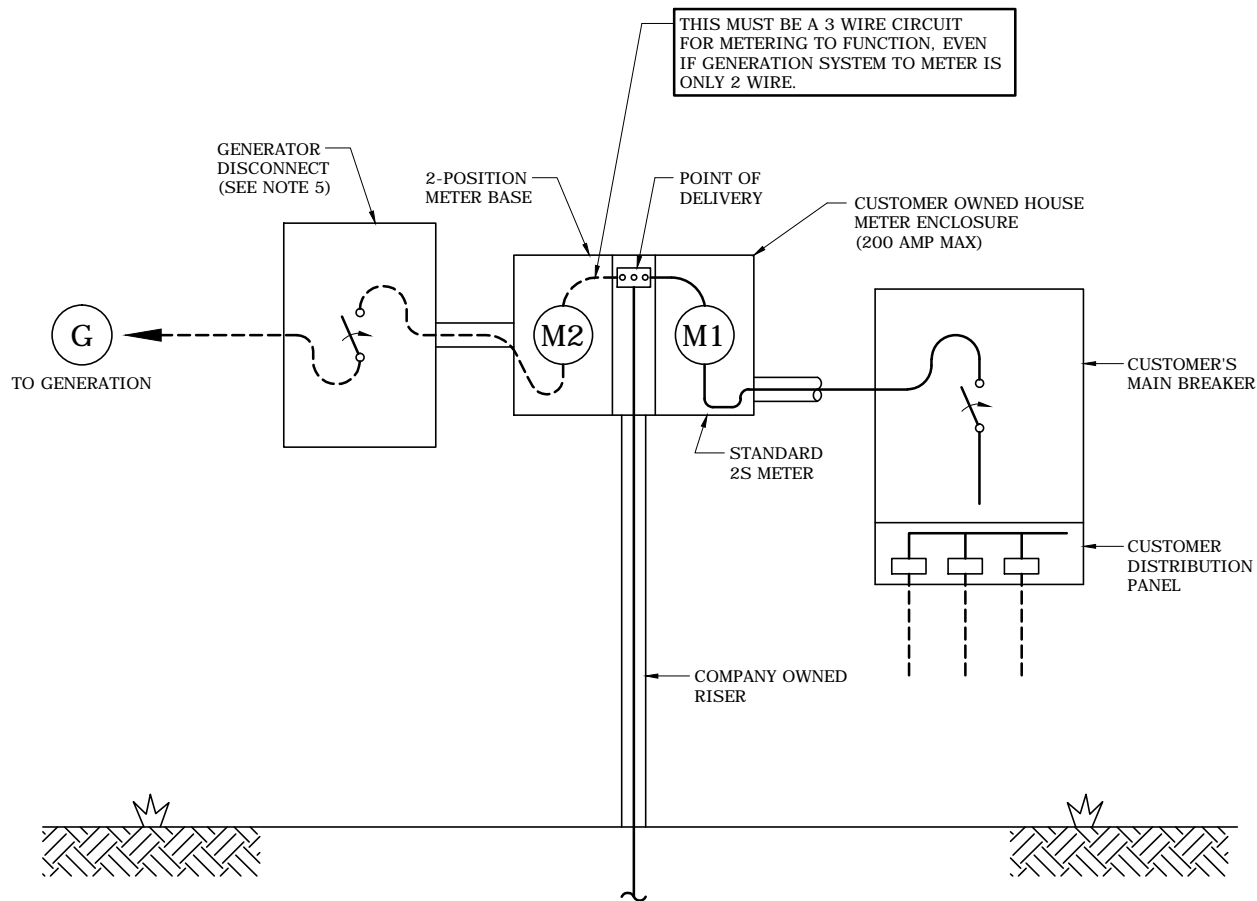 THIS MUST BE A 3 WIRE CIRCUIT
FOR METERING TO FUNCTION, EVEN
IF GENERATION SYSTEM TO METER IS
ONLY 2 WIRE.
GENERATOR
DISCONNECT
(SEE NOTE 5)
2-POSITION
METER BASE
POINT OF
DELIVERY
CUSTOMER OWNED HOUSE
METER ENCLOSURE
(200 AMP MAX)
G
TO GENERATION
M2
M1
CUSTOMER'S
MAIN BREAKER
STANDARD
2S METER
CUSTOMER
DISTRIBUTION
PANEL
COMPANY OWNED
RISER